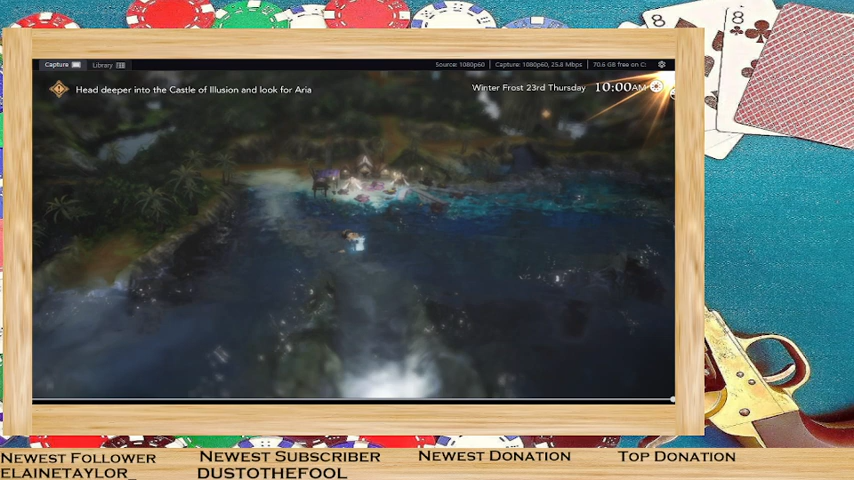 8 8
Capture Library Source: 1080p60 Capture: 1080p60, 25.8 Mbps 70.6 GB free on C:
Head deeper into the Castle of Illusion and look for Aria Winter Frost 23rd Thursday 10:00AM
Newest Follower Newest Subscriber Newest Donation Top Donation
ELAINETAYLOR_ DUSTOTHEFOOL